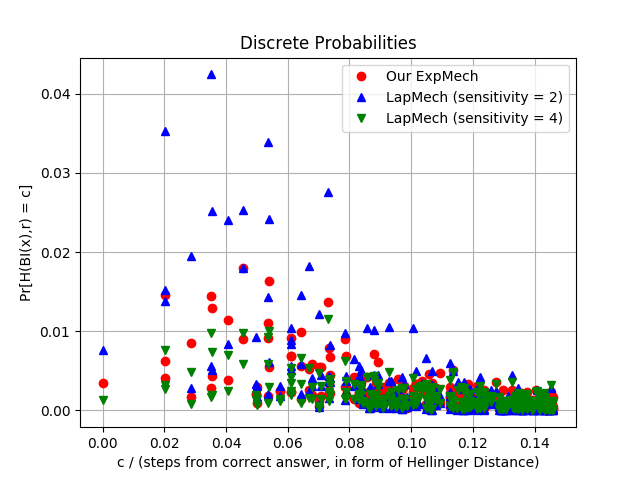 Discrete Probabilities
Our ExpMech
LapMech (sensitivity = 2)
LapMech (sensitivity = 4)
Pr[H(BI(x),r) = c]
0.04
0.03
0.02
0.01
0.00
0.00 0.02 0.04 0.06 0.08 0.10 0.12 0.14
c / (steps from correct answer, in form of Hellinger Distance)